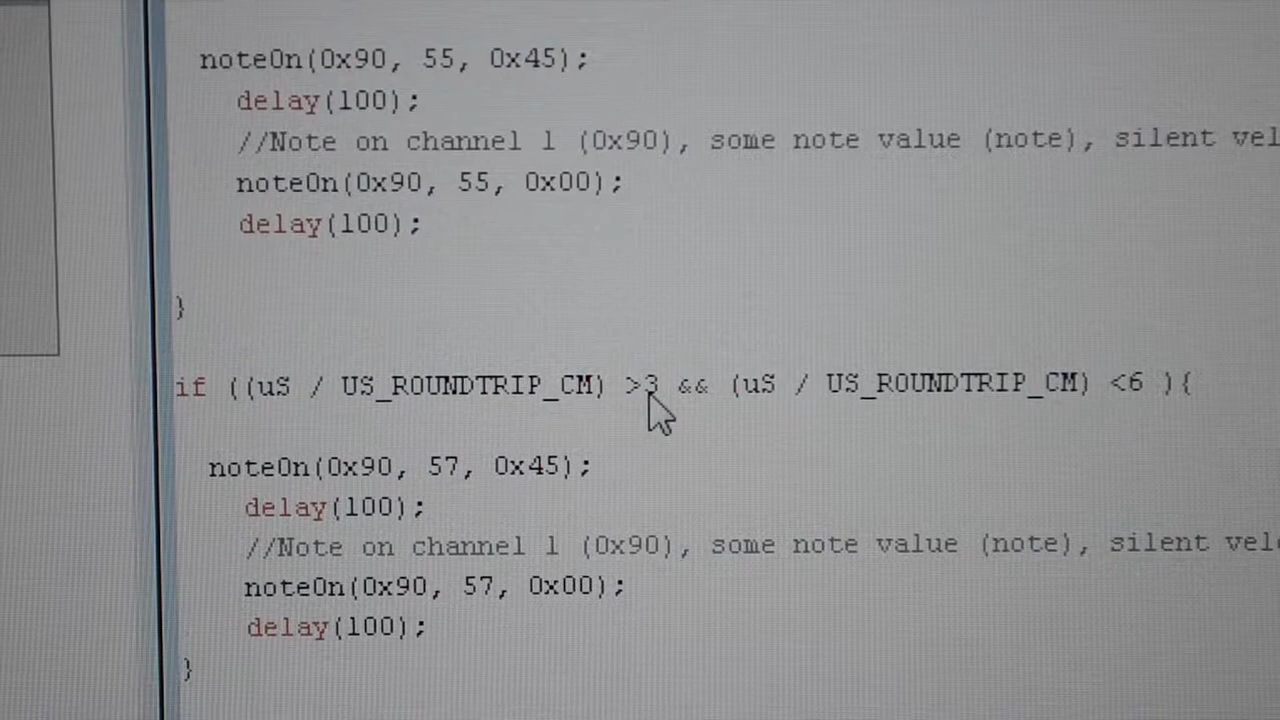 noteOn(0x90, 55, 0x45);
delay(100);
//Note on channel 1 (0x90), some note value (note), silent vel
noteOn(0x90, 55, 0x00);
delay(100);
}
if ((uS / US_ROUNDTRIP_CM) >3 && (uS / US_ROUNDTRIP_CM) <6 ){
noteOn(0x90, 57, 0x45);
delay(100);
//Note on channel 1 (0x90), some note value (note), silent vel
noteOn(0x90, 57, 0x00);
delay(100);
}